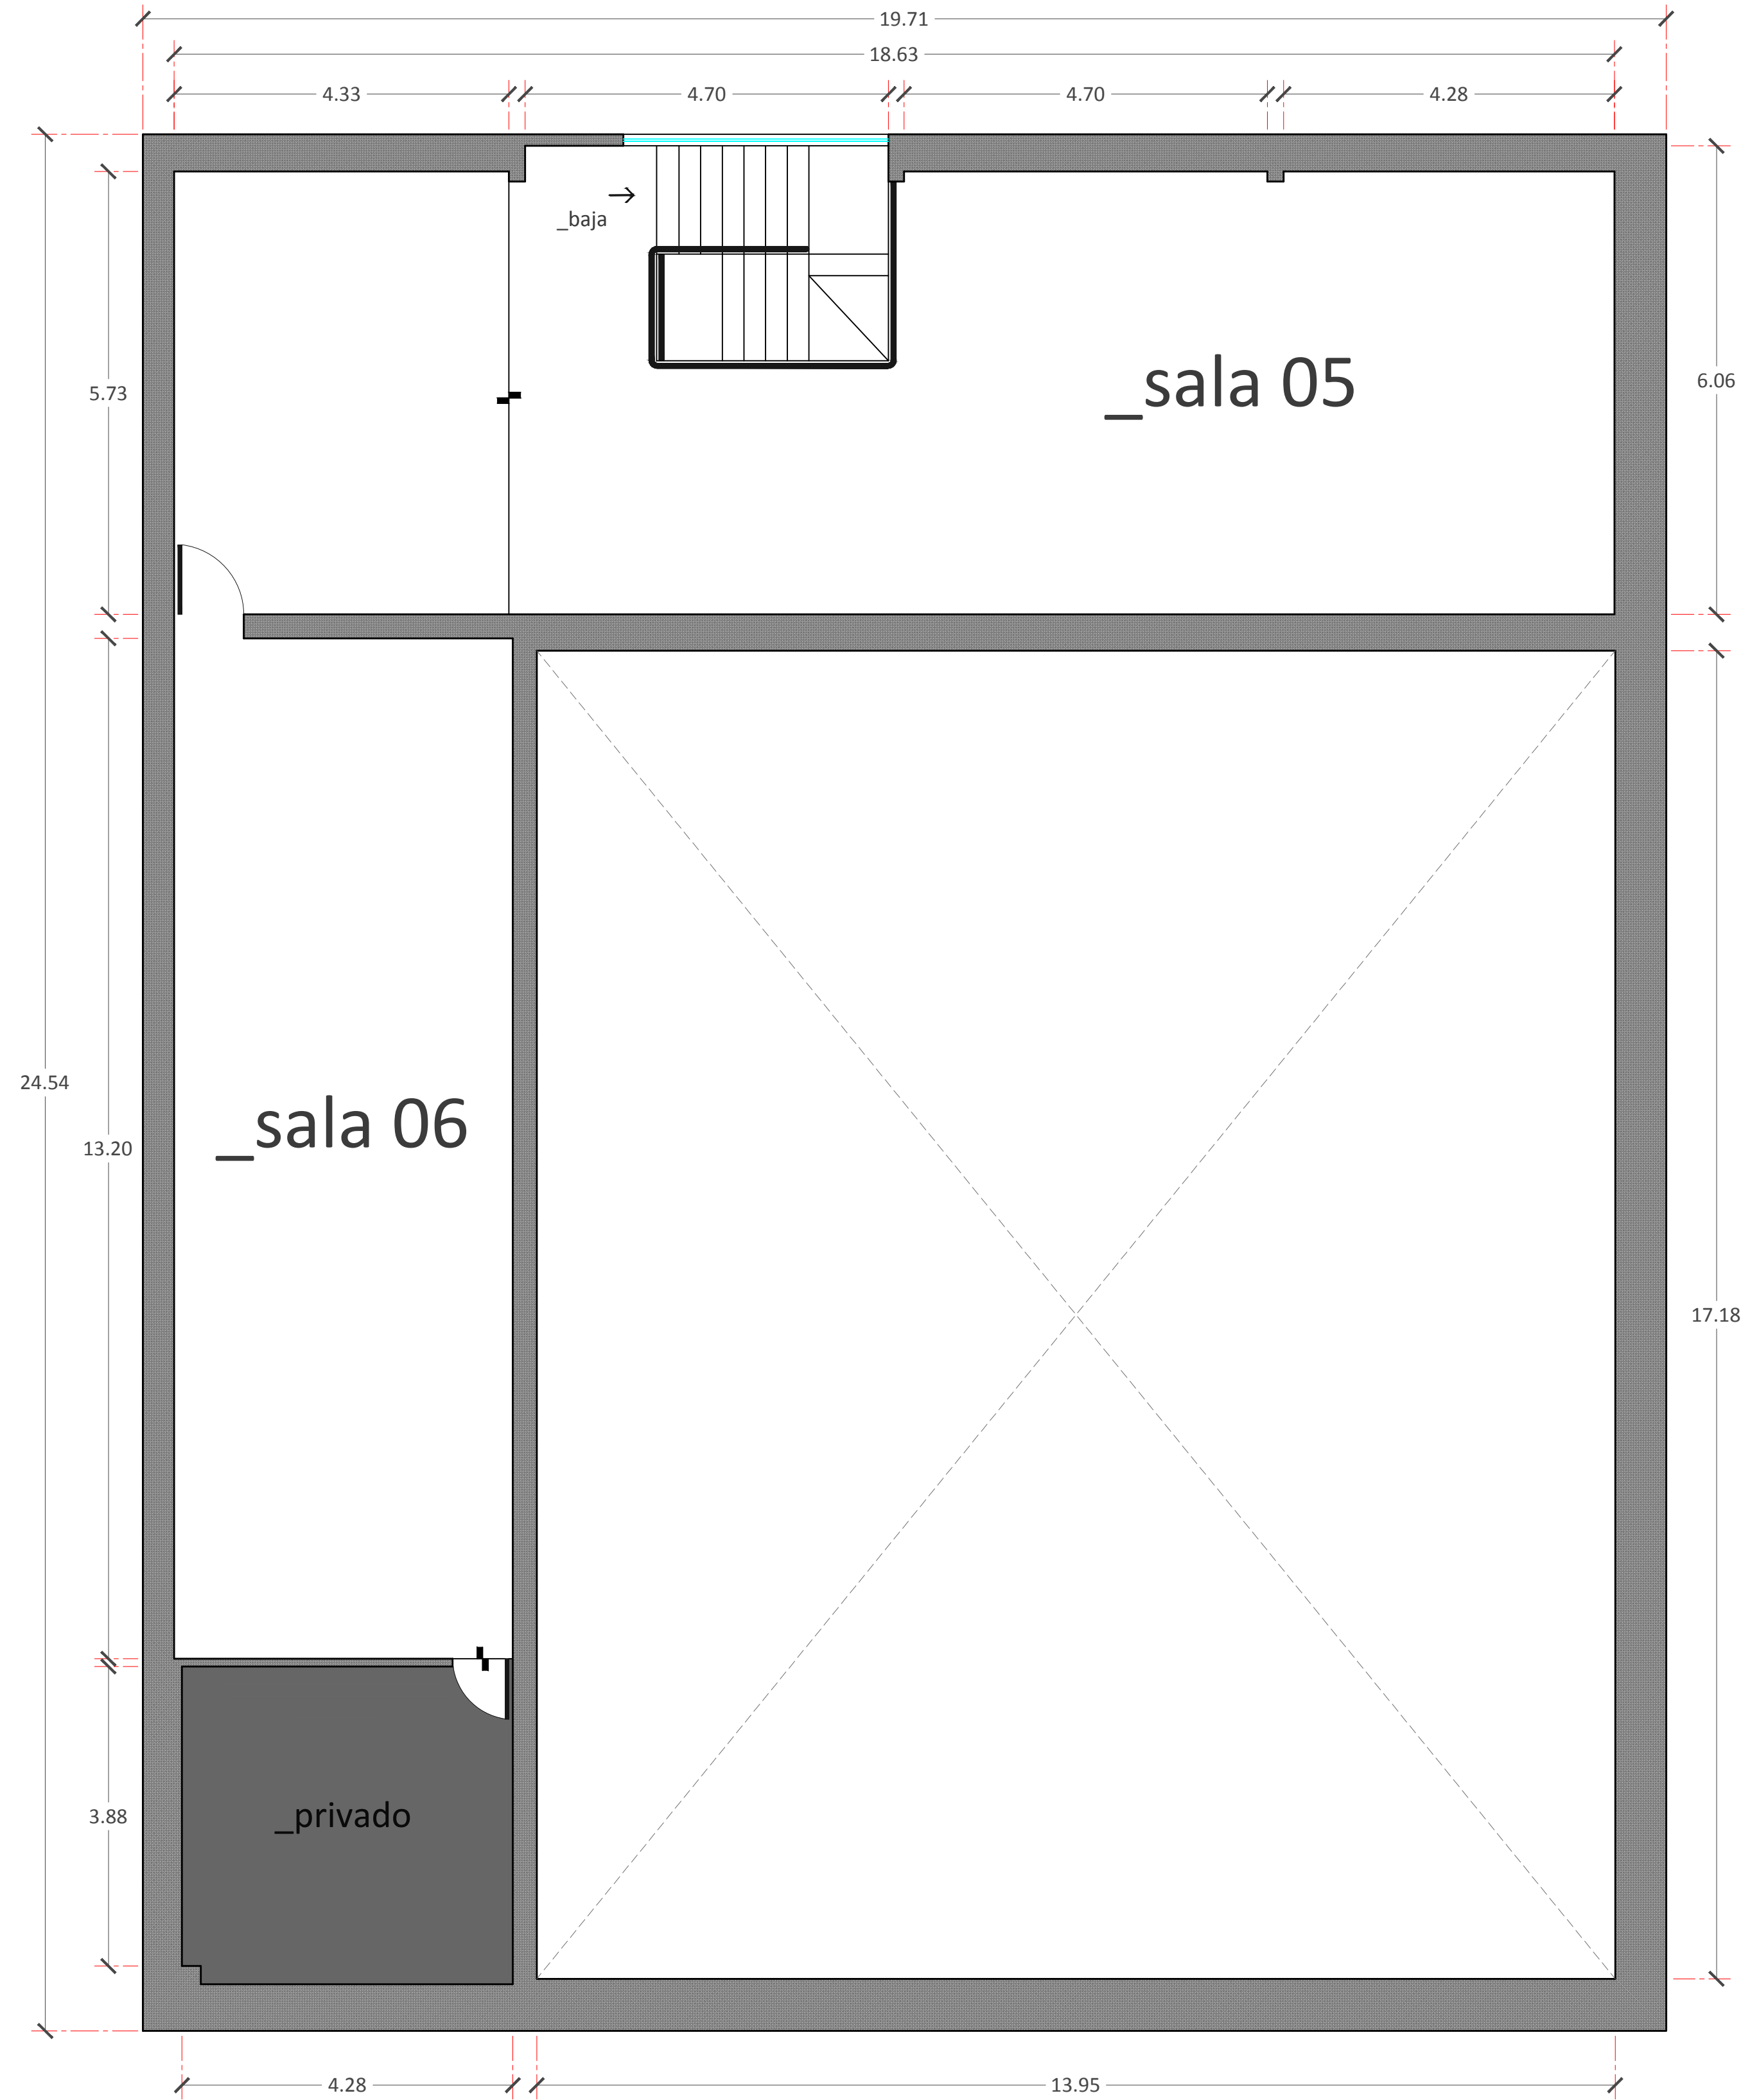 19.71
18.63
4.33 4.70 4.70 4.28
_baja
_sala 05
5.73
6.06
24.54
_sala 06
13.20
17.18
_privado
3.88
4.28
13.95